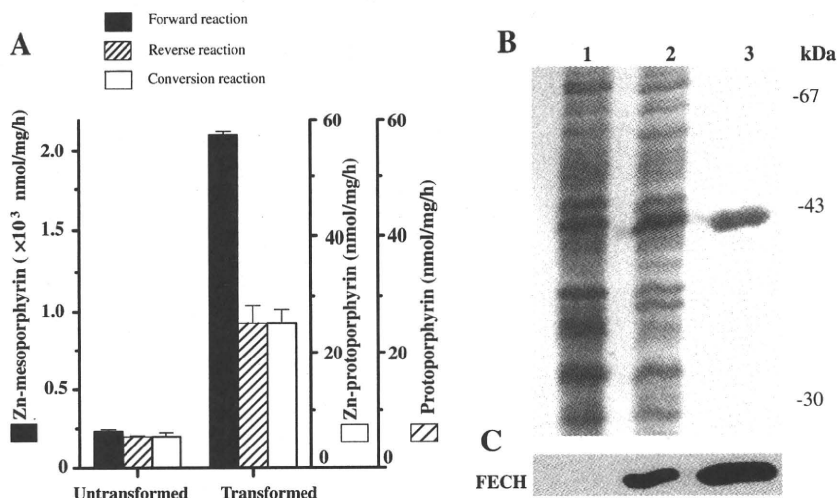 A
Forward reaction
Reverse reaction
Conversion reaction
Zn-mesoporphyrin (×10³ nmol/mg/h)
2.0
1.5
1.0
0.5
0
60
40
20
0
Zn-protoporphyrin (nmol/mg/h)
60
40
20
0
Protoporphyrin (nmol/mg/h)
Untransformed Transformed
B
1 2 3 kDa
-67
-43
-30
C
FECH